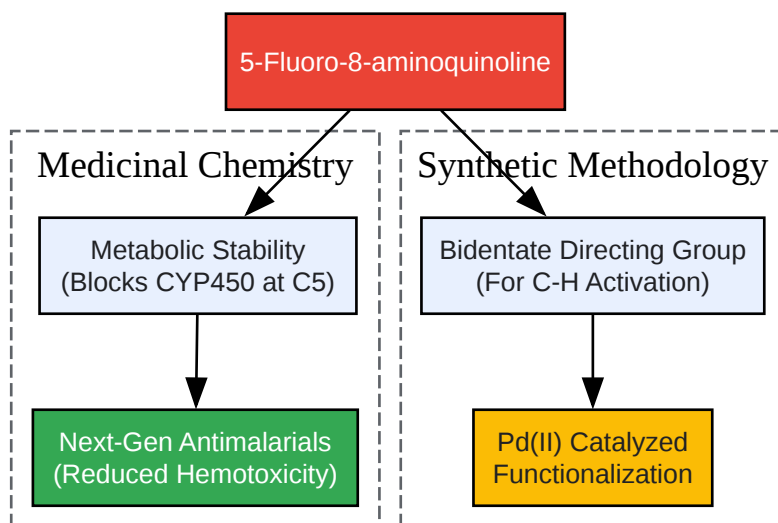 5-Fluoro-8-aminoquinoline
Medicinal Chemistry
Metabolic Stability
(Blocks CYP450 at C5)
Next-Gen Antimalarials
(Reduced Hemotoxicity)
Synthetic Methodology
Bidentate Directing Group
(For C-H Activation)
Pd(II) Catalyzed
Functionalization